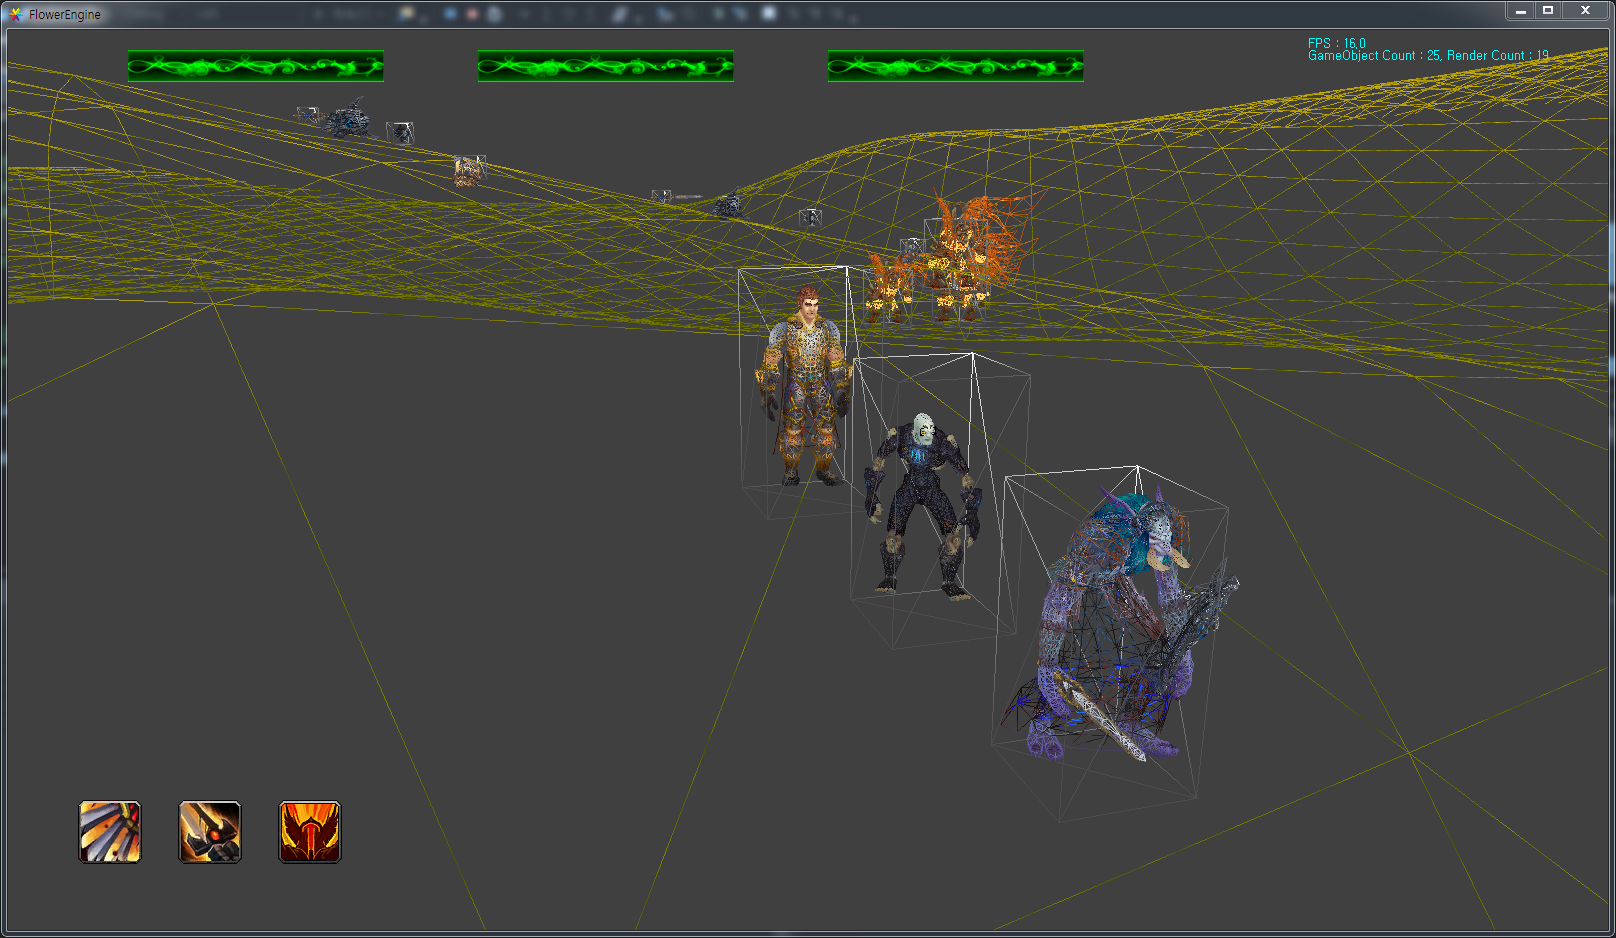 FlowerEngine
FPS : 16,0
GameObject Count : 25, Render Count : 19